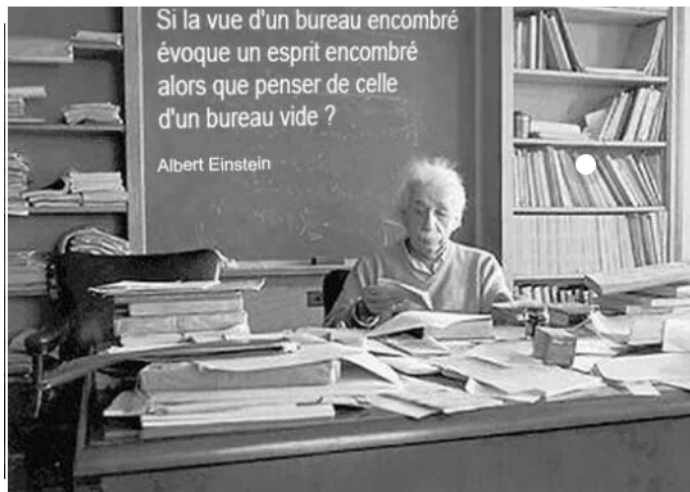 Si la vue d'un bureau encombré
évoque un esprit encombré
alors que penser de celle
d'un bureau vide ?
Albert Einstein